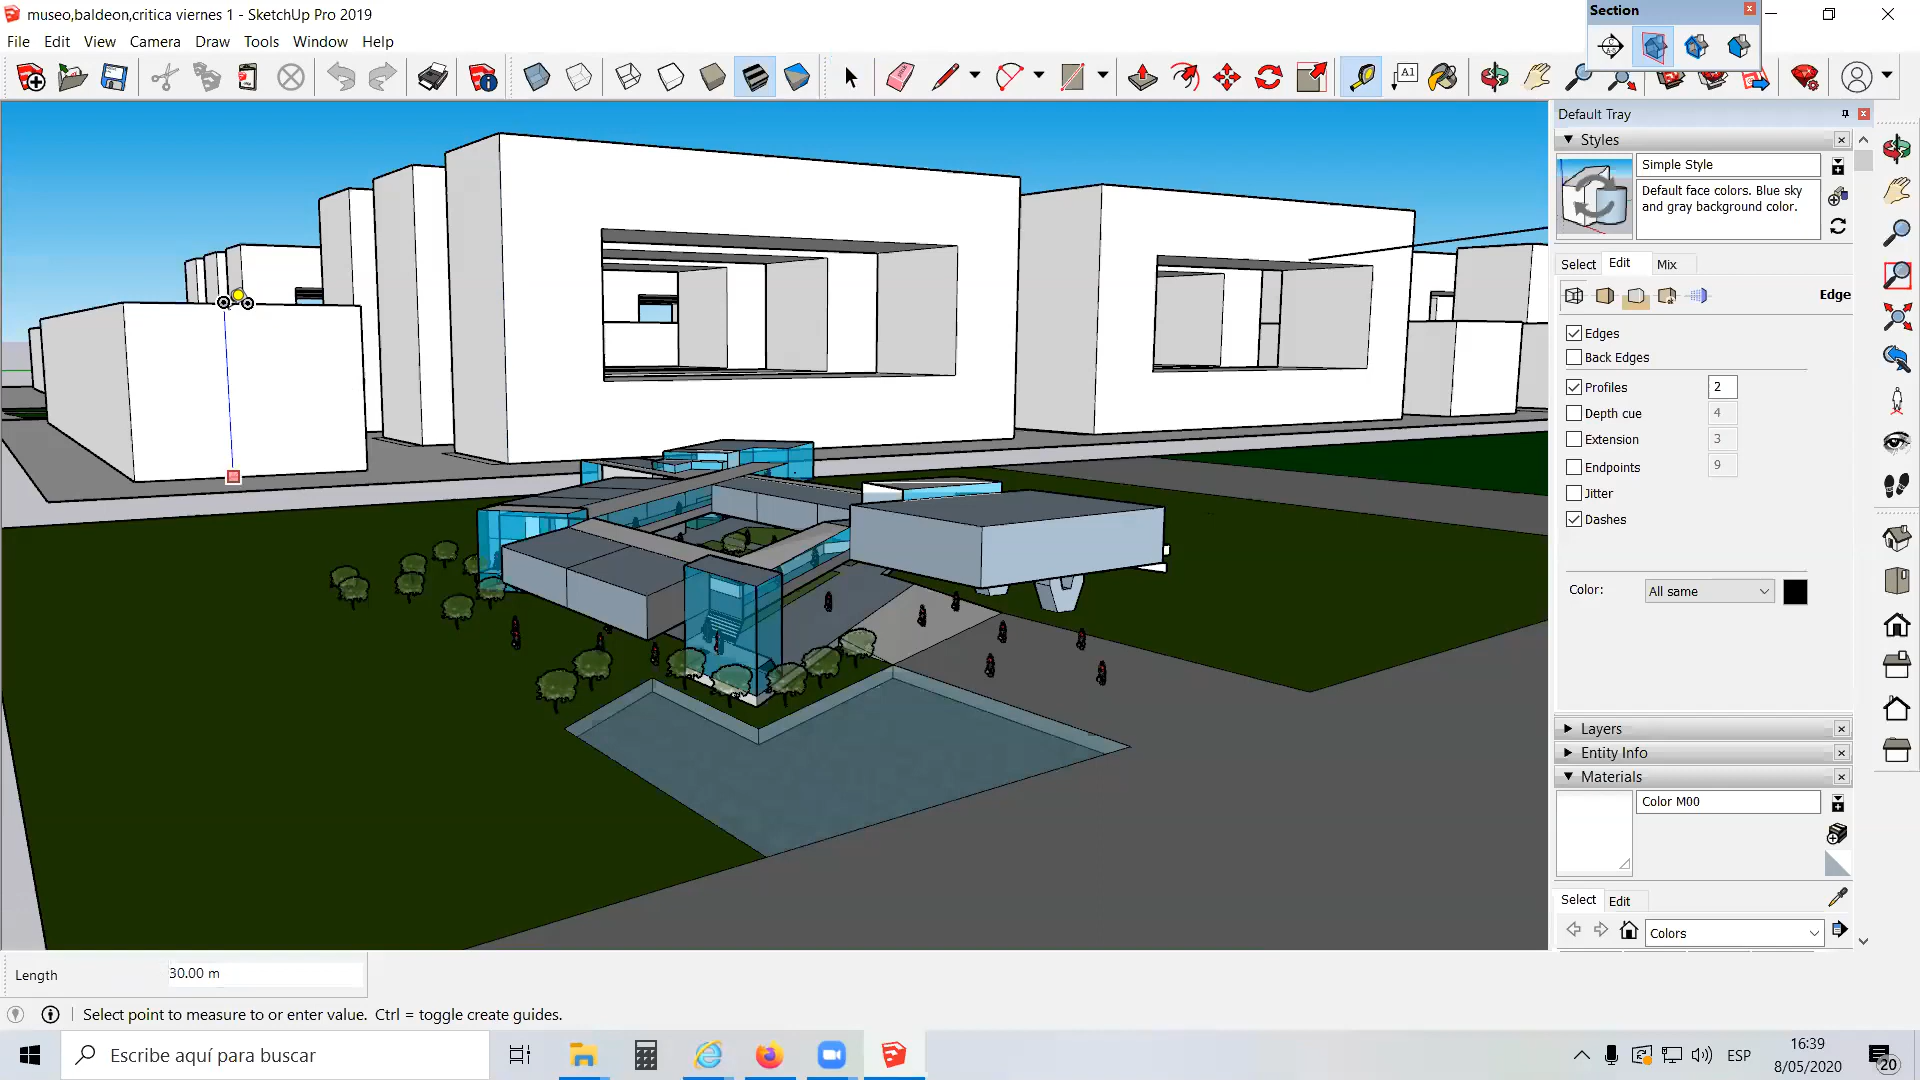 museo,baldeon,critica viernes 1 - SketchUp Pro 2019
Section
File Edit View Camera Draw Tools Window Help
A1
Default Tray
Styles
Simple Style
Default face colors. Blue sky
and gray background color.
Select Edit Mix
Edge
Edges
Back Edges
Profiles 2
Depth cue 4
Extension 3
Endpoints 9
Jitter
Dashes
Color: All same
Layers
Entity Info
Materials
Color M00
Select Edit
Colors
Length 30.00 m
Select point to measure to or enter value. Ctrl = toggle create guides.
Escribe aquí para buscar
ESP
16:39
8/05/2020
20